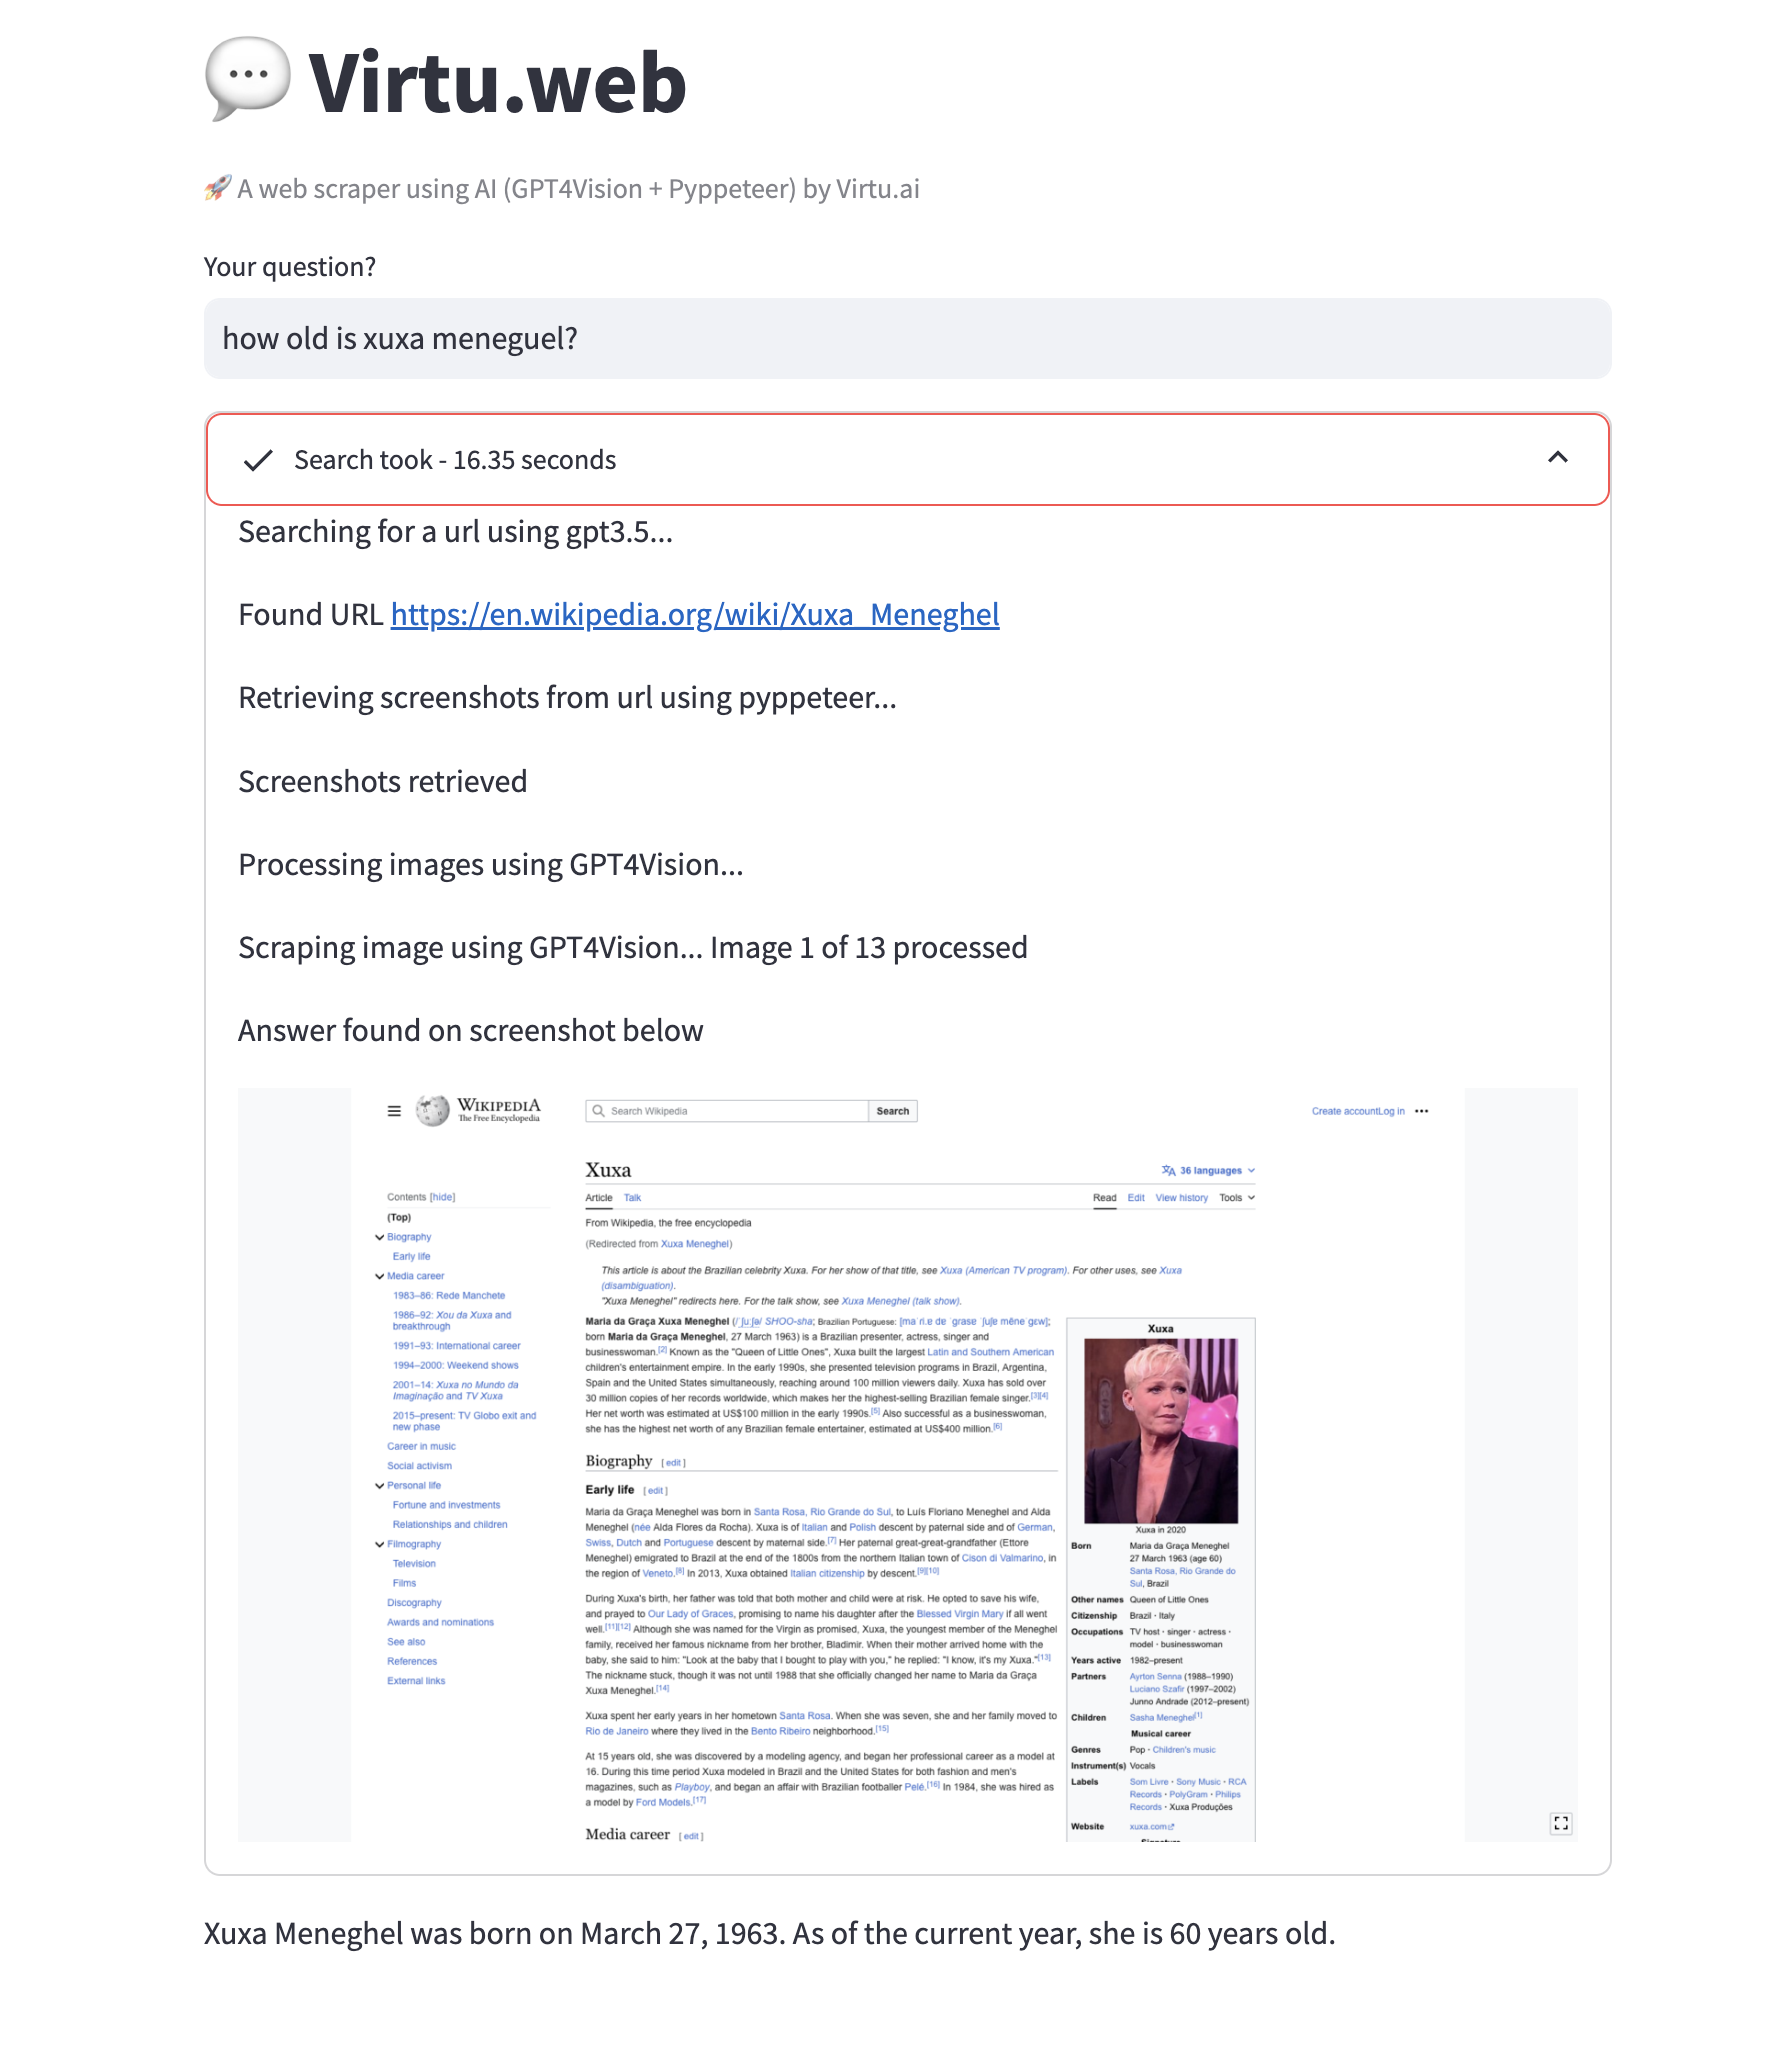 Virtu.web
🚀 A web scraper using AI (GPT4Vision + Pyppeteer) by Virtu.ai
Your question?
how old is xuxa meneguel?
Search took - 16.35 seconds
Searching for a url using gpt3.5...
Found URL https://en.wikipedia.org/wiki/Xuxa_Meneghel
Retrieving screenshots from url using pyppeteer...
Screenshots retrieved
Processing images using GPT4Vision...
Scraping image using GPT4Vision... Image 1 of 13 processed
Answer found on screenshot below
WIKIPEDIA
The Free Encyclopedia
Search Wikipedia
Search
Create accountLog in
Contents [hide]
(Top)
Biography
Early life
Media career
1983–86: Rede Manchete
1986–92: Xou da Xuxa and
breakthrough
1991–93: International career
1994–2000: Weekend shows
2001–14: Xuxa no Mundo da
Imaginação and TV Xuxa
2015–present: TV Globo exit and
new phase
Career in music
Social activism
Personal life
Fortune and investments
Relationships and children
Filmography
Television
Films
Discography
Awards and nominations
See also
References
External links
Xuxa
36 languages
Article Talk
Read Edit View history Tools
From Wikipedia, the free encyclopedia
(Redirected from Xuxa Meneghel)
This article is about the Brazilian celebrity Xuxa. For her show of that title, see Xuxa (American TV program). For other uses, see Xuxa
(disambiguation).
"Xuxa Meneghel" redirects here. For the talk show, see Xuxa Meneghel (talk show).
Maria da Graça Xuxa Meneghel (/ˈʃuːʃə/ SHOO-sha; Brazilian Portuguese:
born Maria da Graça Meneghel, 27 March 1963) is a Brazilian presenter, actress, singer and
businesswoman.[2] Known as the "Queen of Little Ones", Xuxa built the largest Latin and Southern American
children's entertainment empire. In the early 1990s, she presented television programs in Brazil, Argentina,
Spain and the United States simultaneously, reaching around 100 million viewers daily. Xuxa has sold over
30 million copies of her records worldwide, which makes her the highest-selling Brazilian female singer.[3][4]
Her net worth was estimated at US$100 million in the early 1990s.[5] Also successful as a businesswoman,
she has the highest net worth of any Brazilian female entertainer, estimated at US$400 million.[6]
Biography [ edit ]
Early life [ edit ]
Maria da Graça Meneghel was born in Santa Rosa, Rio Grande do Sul, to Luís Floriano Meneghel and Alda
Meneghel (née Alda Flores da Rocha). Xuxa is of Italian and Polish descent by paternal side and of German,
Swiss, Dutch and Portuguese descent by maternal side.[7] Her paternal great-great-grandfather (Ettore
Meneghel) emigrated to Brazil at the end of the 1800s from the northern Italian town of Cison di Valmarino, in
the region of Veneto.[8] In 2013, Xuxa obtained Italian citizenship by descent.[9][10]
During Xuxa's birth, her father was told that both mother and child were at risk. He opted to save his wife,
and prayed to Our Lady of Graces, promising to name his daughter after the Blessed Virgin Mary if all went
well.[11][12] Although she was named for the Virgin as promised, Xuxa, the youngest member of the Meneghel
family, received her famous nickname from her brother, Bladimir. When their mother arrived home with the
baby, she said to him: "Look at the baby that I bought to play with you," he replied: "I know, it's my Xuxa."[13]
The nickname stuck, though it was not until 1988 that she officially changed her name to Maria da Graça
Xuxa Meneghel.[14]
Xuxa spent her early years in her hometown Santa Rosa. When she was seven, she and her family moved to
Rio de Janeiro where they lived in the Bento Ribeiro neighborhood.[15]
At 15 years old, she was discovered by a modeling agency, and began her professional career as a model at
16. During this time period Xuxa modeled in Brazil and the United States for both fashion and men's
magazines, such as Playboy, and began an affair with Brazilian footballer Pelé.[16] In 1984, she was hired as
a model by Ford Models.[17]
Media career [ edit ]
Xuxa
Xuxa in 2020
Born Maria da Graça Meneghel
27 March 1963 (age 60)
Santa Rosa, Rio Grande do
Sul, Brazil
Other names Queen of Little Ones
Citizenship Brazil · Italy
Occupations TV host · singer · actress ·
model · businesswoman
Years active 1982–present
Partners Ayrton Senna (1988–1990)
Luciano Szafir (1997–2002)
Junno Andrade (2012–present)
Children Sasha Meneghel[1]
Musical career
Genres Pop · Children's music
Instrument(s) Vocals
Labels Som Livre · Sony Music · RCA
Records · PolyGram · Philips
Records · Xuxa Produções
Website xuxa.com
Xuxa Meneghel was born on March 27, 1963. As of the current year, she is 60 years old.